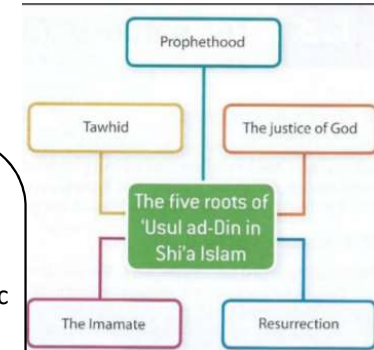 Prophethood
Tawhid
The justice of God
The five roots of
‘Usul ad-Din in
Shi’a Islam
c
The Imamate
Resurrection